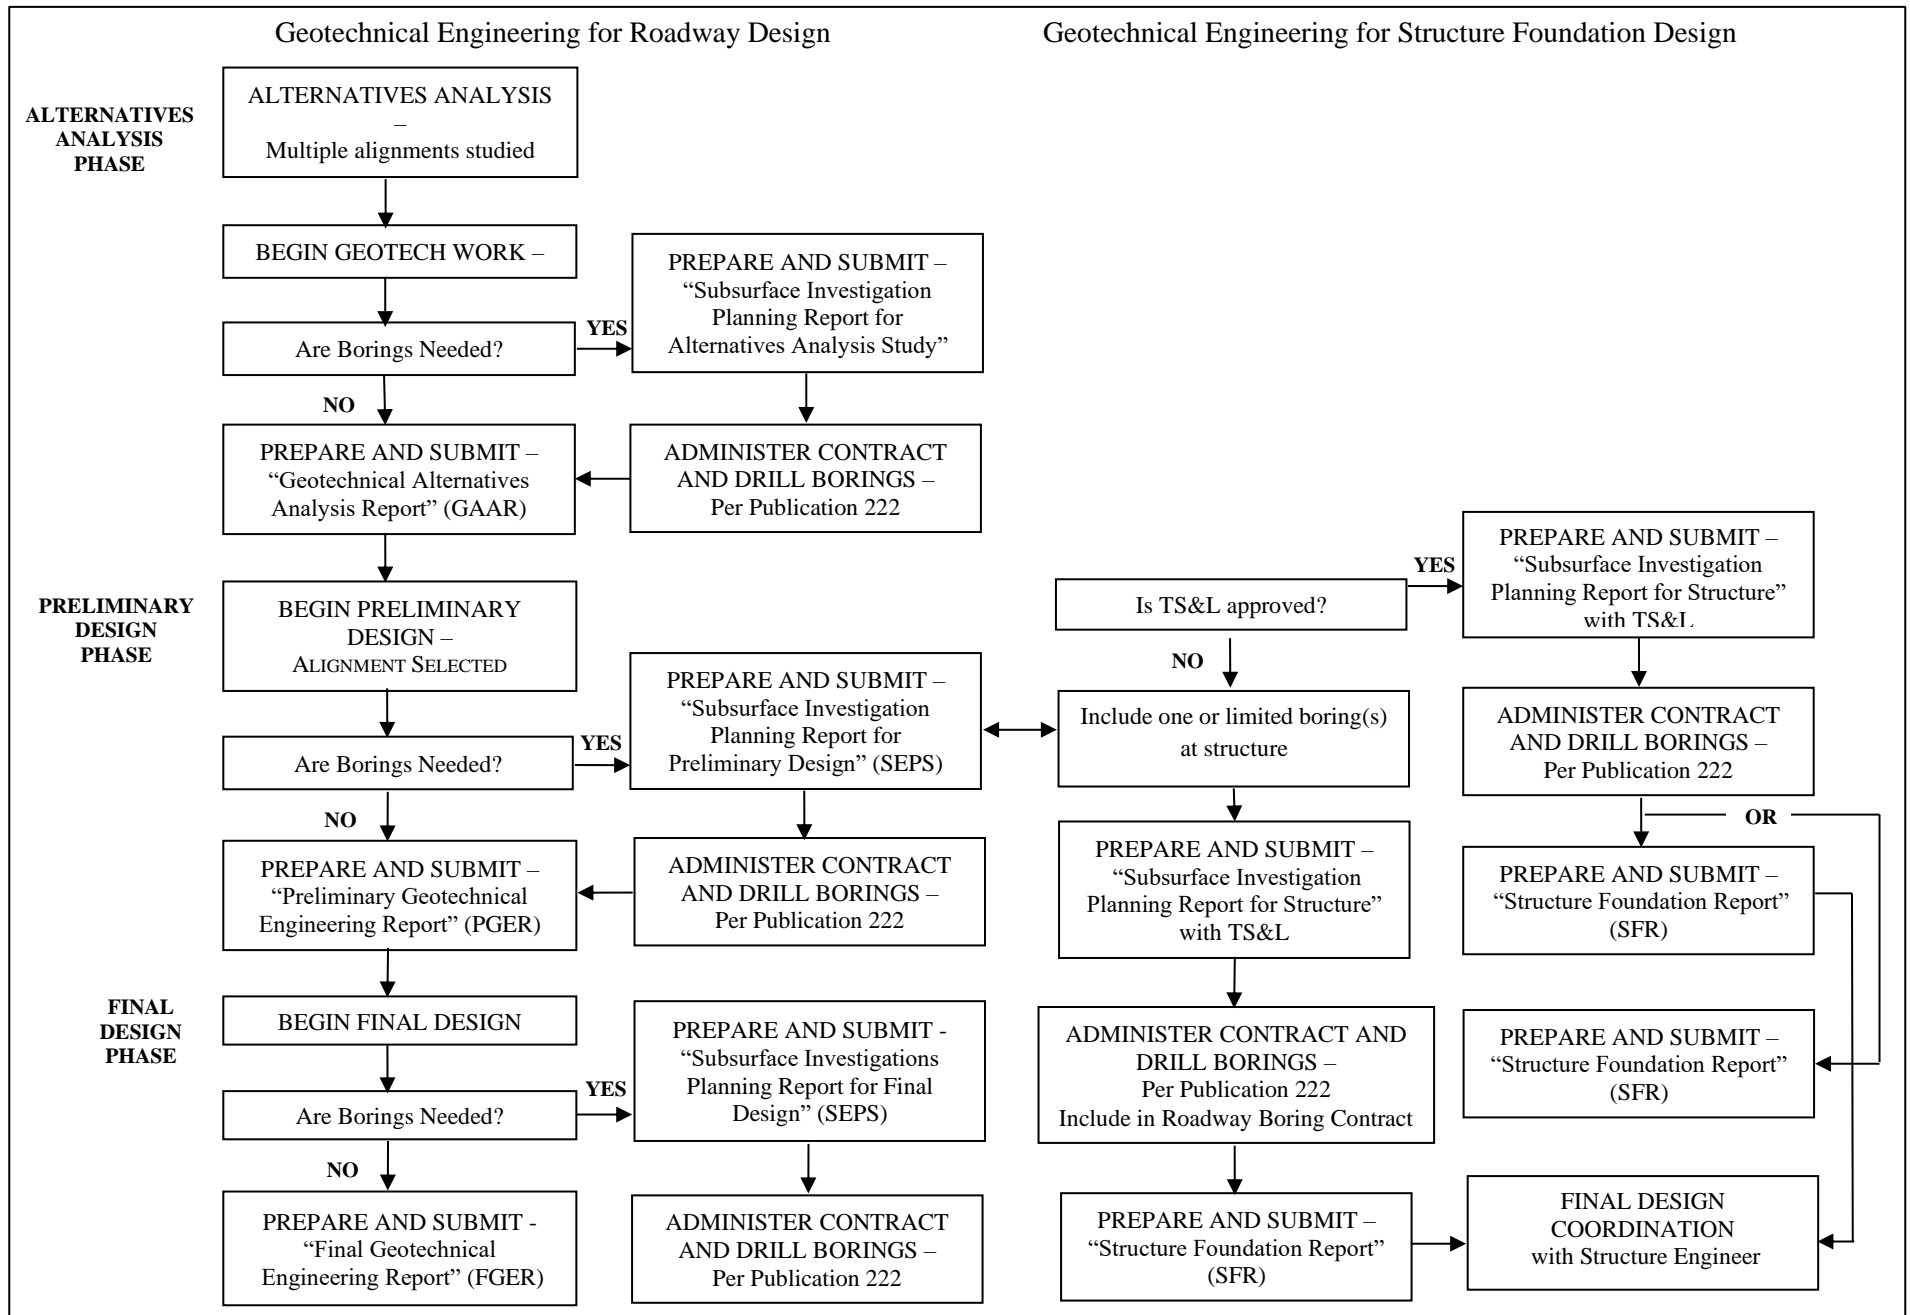 Geotechnical Engineering for Roadway Design
Geotechnical Engineering for Structure Foundation Design
ALTERNATIVES
ANALYSIS
PHASE
ALTERNATIVES ANALYSIS
–
Multiple alignments studied
BEGIN GEOTECH WORK –
Are Borings Needed?
YES
PREPARE AND SUBMIT –
“Subsurface Investigation
Planning Report for
Alternatives Analysis Study”
NO
PREPARE AND SUBMIT –
“Geotechnical Alternatives
Analysis Report” (GAAR)
ADMINISTER CONTRACT
AND DRILL BORINGS –
Per Publication 222
PRELIMINARY
DESIGN
PHASE
BEGIN PRELIMINARY
DESIGN –
ALIGNMENT SELECTED
Are Borings Needed?
YES
PREPARE AND SUBMIT –
“Subsurface Investigation
Planning Report for
Preliminary Design” (SEPS)
NO
PREPARE AND SUBMIT –
“Preliminary Geotechnical
Engineering Report” (PGER)
ADMINISTER CONTRACT
AND DRILL BORINGS –
Per Publication 222
FINAL
DESIGN
PHASE
BEGIN FINAL DESIGN
Are Borings Needed?
YES
PREPARE AND SUBMIT -
“Subsurface Investigations
Planning Report for Final
Design” (SEPS)
NO
PREPARE AND SUBMIT -
“Final Geotechnical
Engineering Report” (FGER)
ADMINISTER CONTRACT
AND DRILL BORINGS –
Per Publication 222
Is TS&L approved?
YES
PREPARE AND SUBMIT –
“Subsurface Investigation
Planning Report for Structure”
with TS&L
NO
Include one or limited boring(s)
at structure
ADMINISTER CONTRACT
AND DRILL BORINGS –
Per Publication 222
OR
PREPARE AND SUBMIT –
“Subsurface Investigation
Planning Report for Structure”
with TS&L
PREPARE AND SUBMIT –
“Structure Foundation Report”
(SFR)
ADMINISTER CONTRACT AND
DRILL BORINGS –
Per Publication 222
Include in Roadway Boring Contract
PREPARE AND SUBMIT –
“Structure Foundation Report”
(SFR)
PREPARE AND SUBMIT –
“Structure Foundation Report”
(SFR)
FINAL DESIGN
COORDINATION
with Structure Engineer